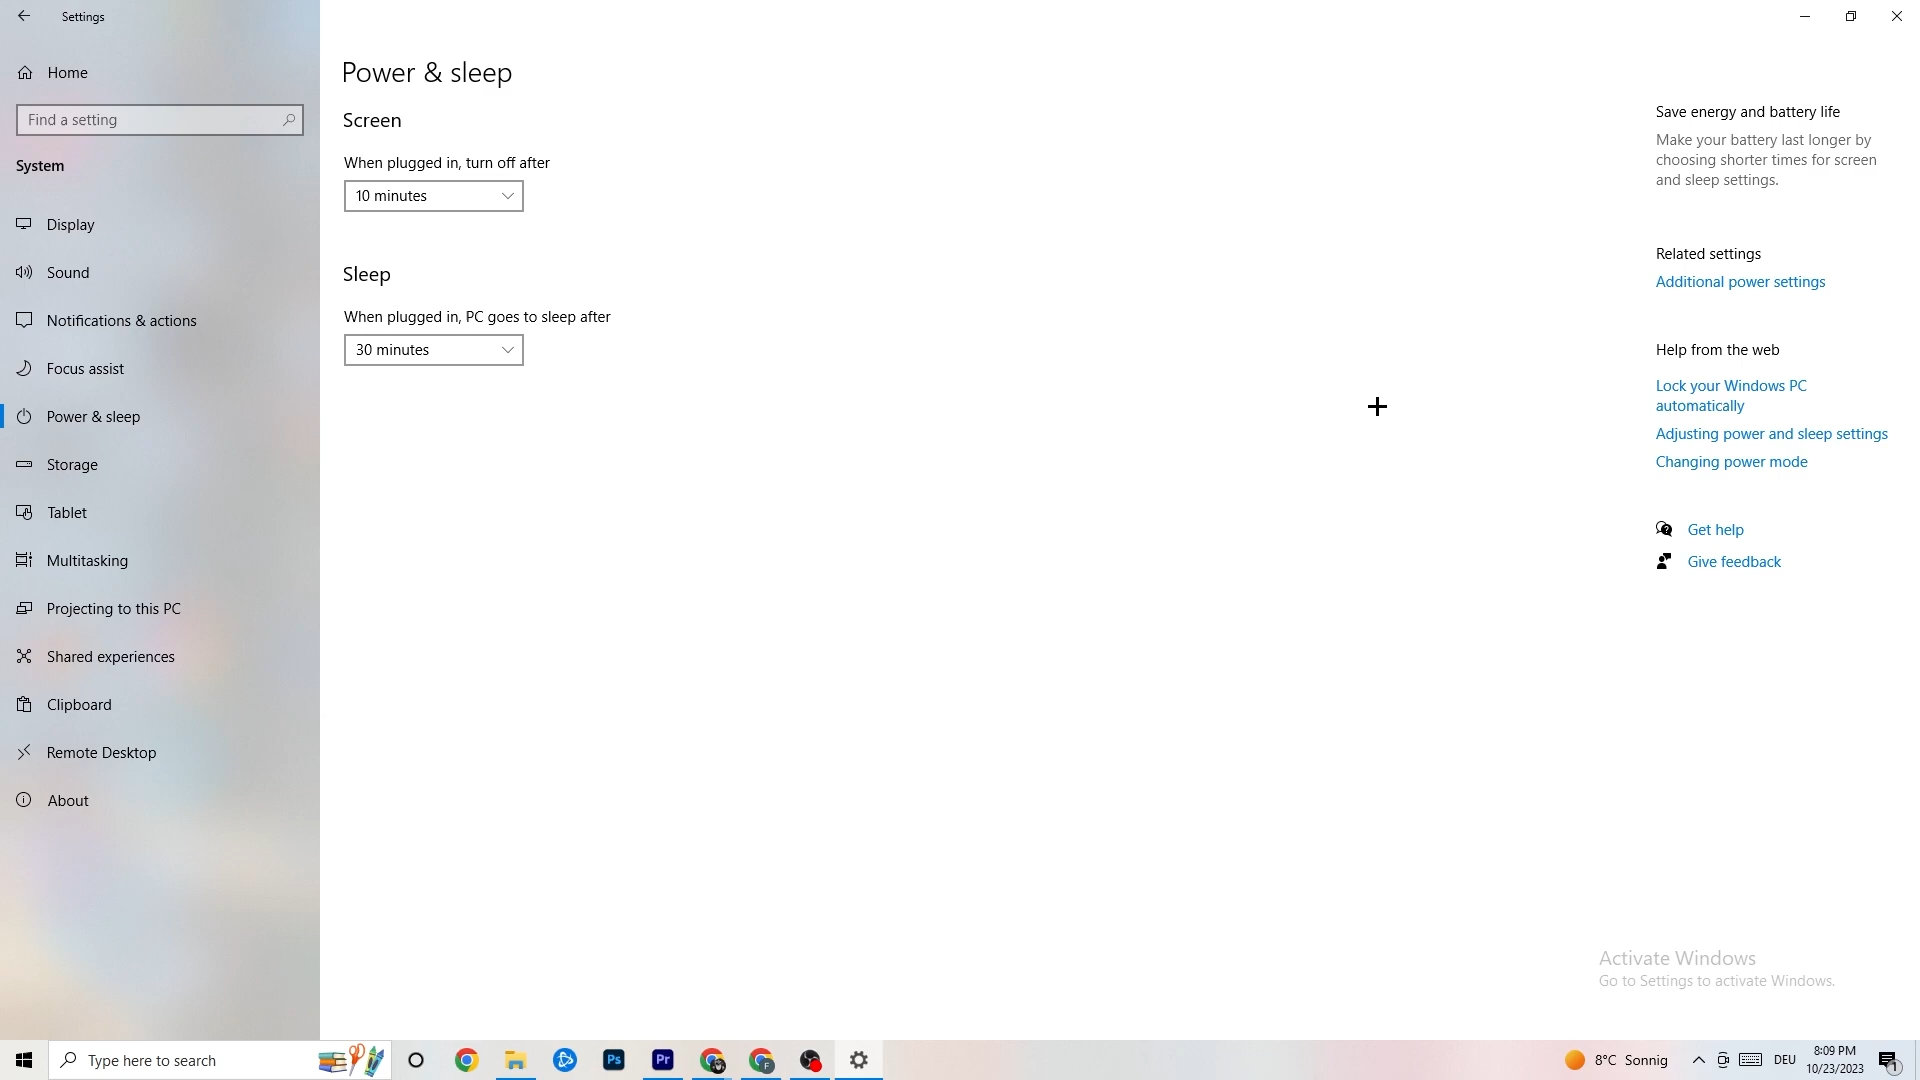 Settings
Home
Find a setting
System
Display
Sound
Notifications & actions
Focus assist
Power & sleep
Storage
Tablet
Multitasking
Projecting to this PC
Shared experiences
Clipboard
Remote Desktop
About
Power & sleep
Screen
When plugged in, turn off after
10 minutes
Sleep
When plugged in, PC goes to sleep after
30 minutes
Save energy and battery life
Make your battery last longer by
choosing shorter times for screen
and sleep settings.
Related settings
Additional power settings
Help from the web
Lock your Windows PC
automatically
Adjusting power and sleep settings
Changing power mode
Get help
Give feedback
Activate Windows
Go to Settings to activate Windows.
Type here to search
Ps
Pr
F
8°C Sonnig
DEU
8:09 PM
10/23/2023
1